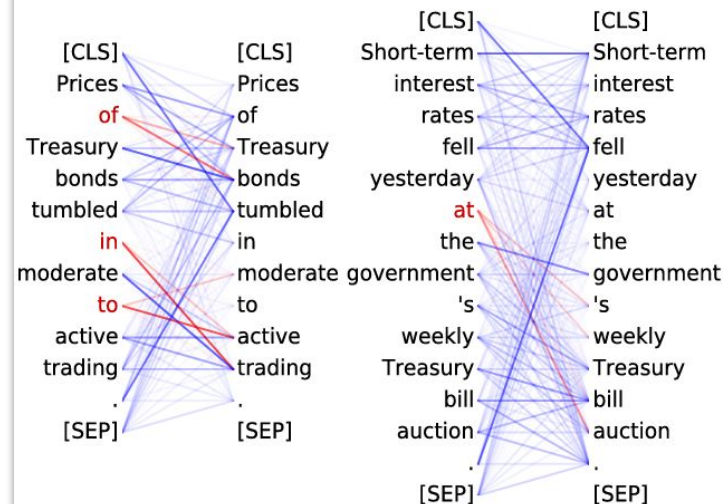 [CLS] [CLS]
Prices Prices
of of
Treasury Treasury
bonds bonds
tumbled tumbled
in in
moderate moderate
to to
active active
trading trading
. .
[SEP] [SEP]
[CLS] [CLS]
Short-term Short-term
interest interest
rates rates
fell fell
yesterday yesterday
at at
the the
government government
's 's
weekly weekly
Treasury Treasury
bill bill
auction auction
. .
[SEP] [SEP]